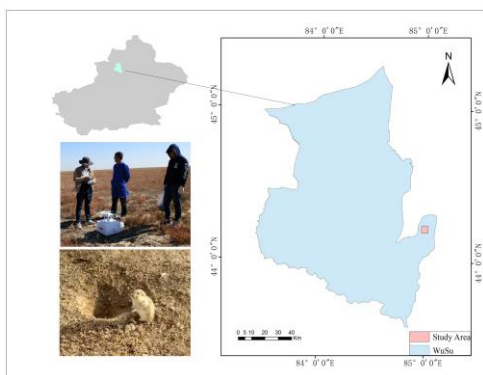 84° 0′0″E
85° 0′0″E
N
45° 0′0″N
45° 0′0″N
44° 0′0″N
44° 0′0″N
0 5 10 20 30 40
Km
Study Area
WuSu
84° 0′0″E
85° 0′0″E